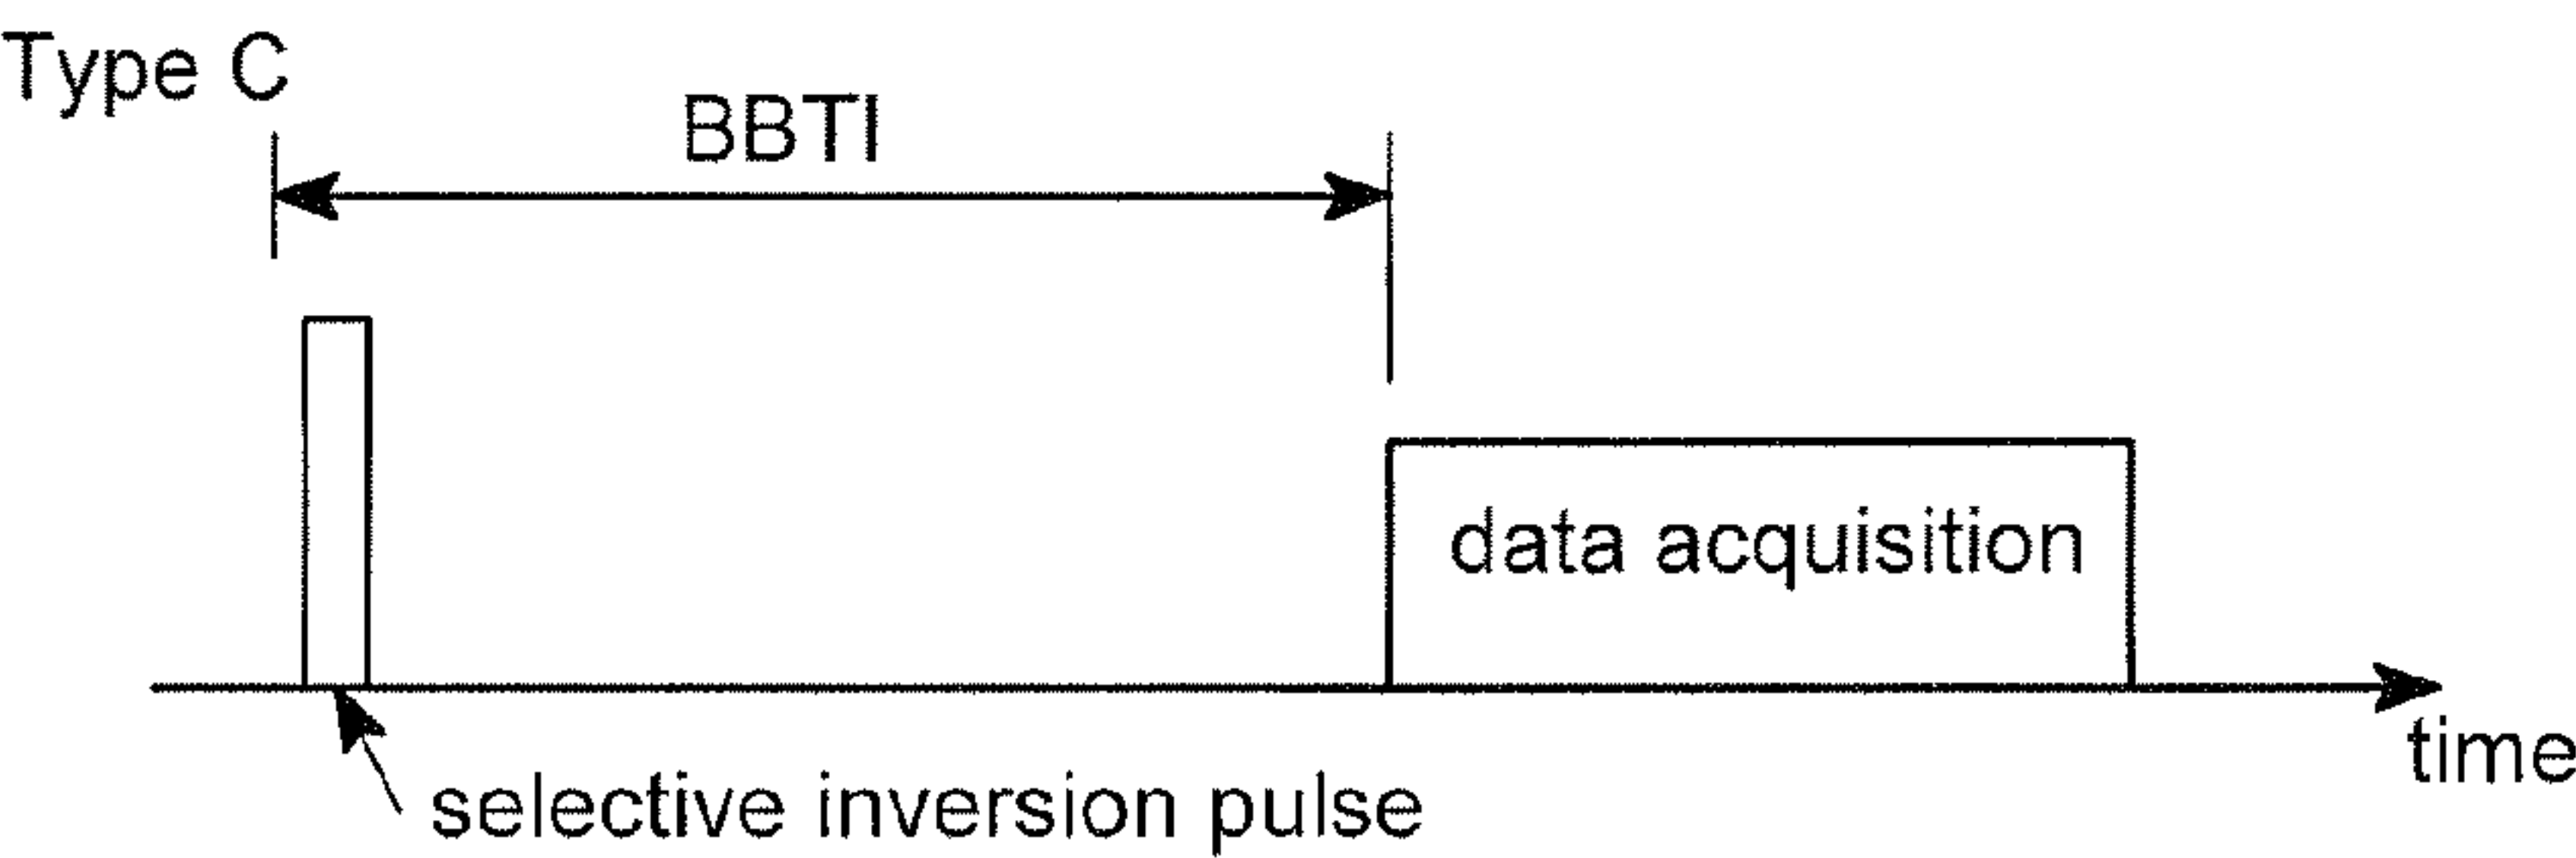 Type C
BBTI
data acquisition
time
selective inversion pulse